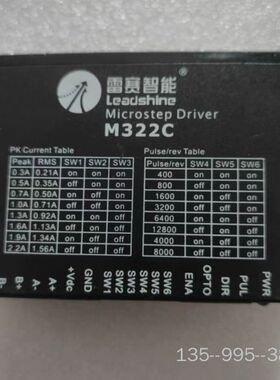 雷赛智能®
Leadshine
Microstep Driver
M322C
PK Current Table
Peak RMS SW1 SW2 SW3
0.3A 0.21A on on on
0.5A 0.35A off on on
0.7A 0.50A on off on
1.0A 0.71A off off on
1.3A 0.92A on on off
1.6A 1.13A off on off
1.9A 1.34A on off off
2.2A 1.56A off off off
Pulse/rev Table
Pulse/rev SW4 SW5 SW6
400 on on on
800 off on on
1600 on off on
3200 off off on
6400 on on off
12800 off on off
4000 on off off
8000 off off off
B- B+ A- A+ +Vdc GND SW1 SW2 SW3 SW4 SW5 SW6 ENA OPTO DIR PUL PWR
135-995-38